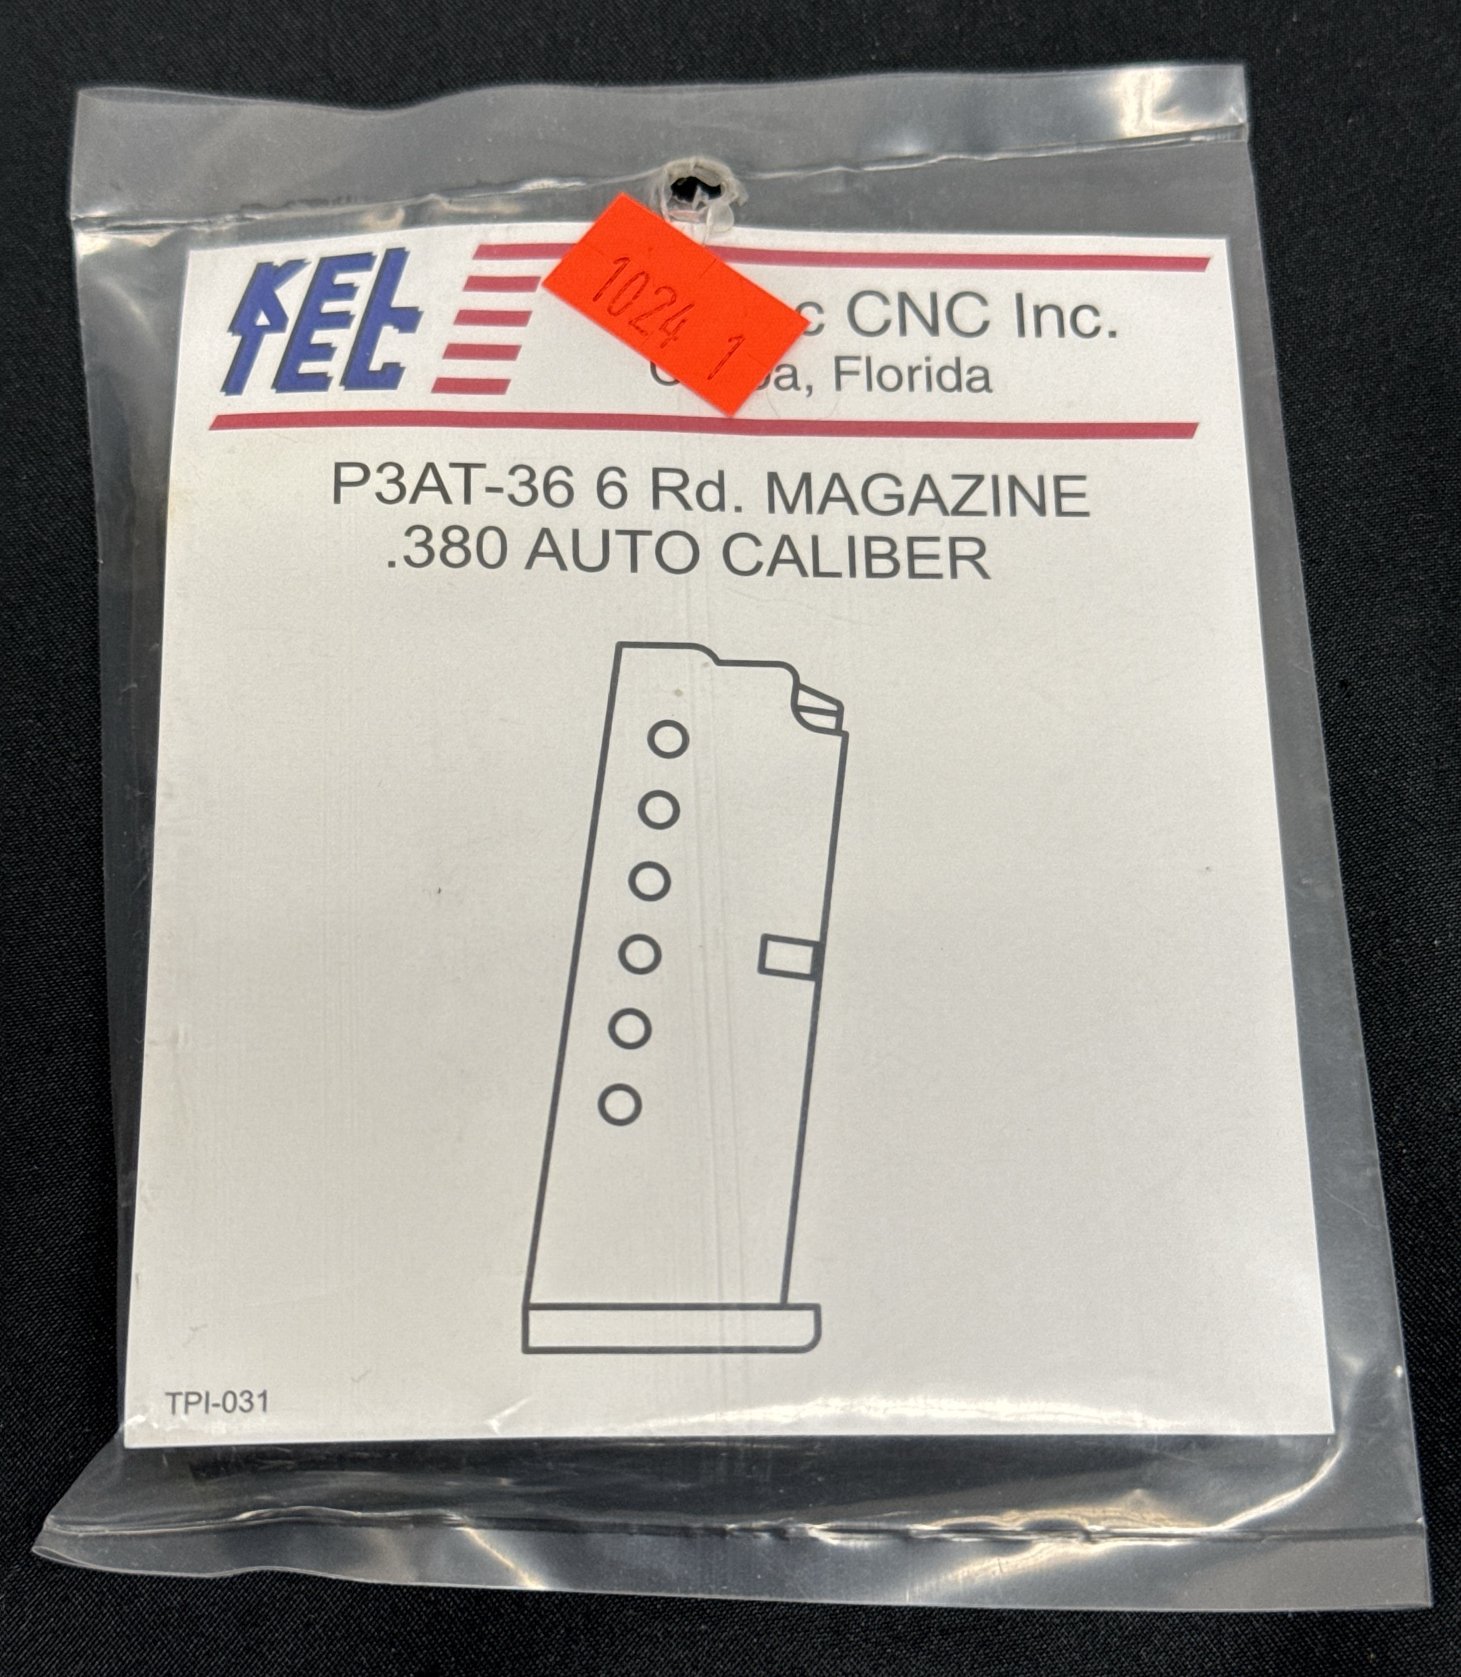 KEL
TEC
1024 1
CNC Inc.
Florida
P3AT-36 6 Rd. MAGAZINE
.380 AUTO CALIBER
TPI-031